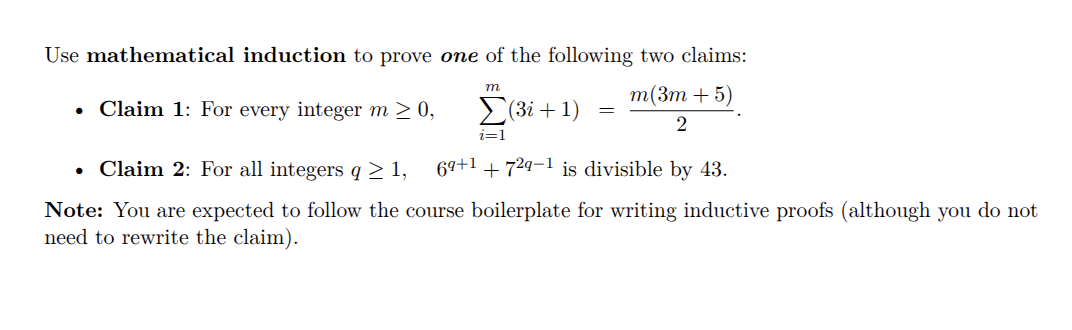 Use mathematical induction to prove one of the following two claims:
• Claim 1: For every integer m ≥ 0, \sum_{i=1}^{m} (3i + 1) = \frac{m(3m + 5)}{2}.
• Claim 2: For all integers q ≥ 1, 6^{q+1} + 7^{2q−1} is divisible by 43.
Note: You are expected to follow the course boilerplate for writing inductive proofs (although you do not
need to rewrite the claim).